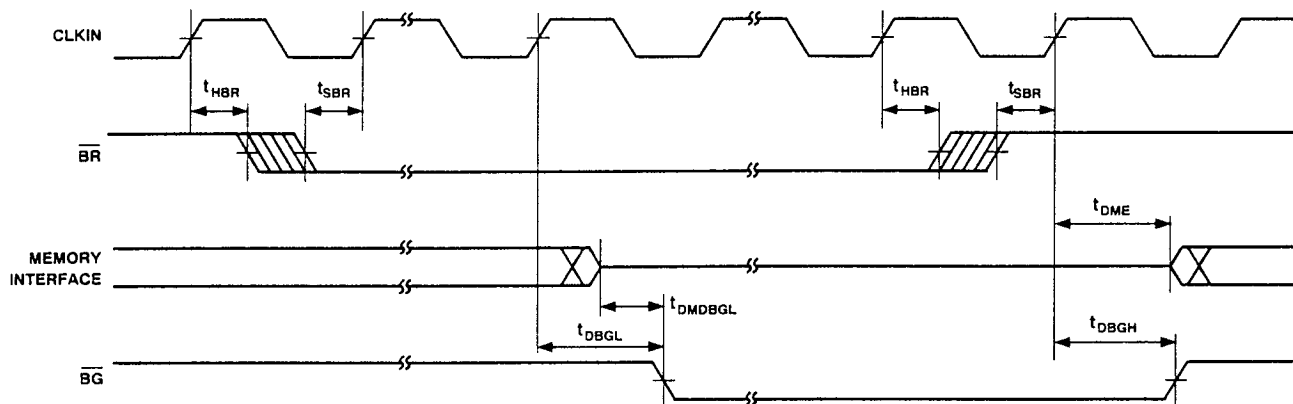 CLKIN
tHBR tSBR tHBR tSBR
BR
tDME
MEMORY
INTERFACE
tDMDBGL
tDBGL tDBGH
BG